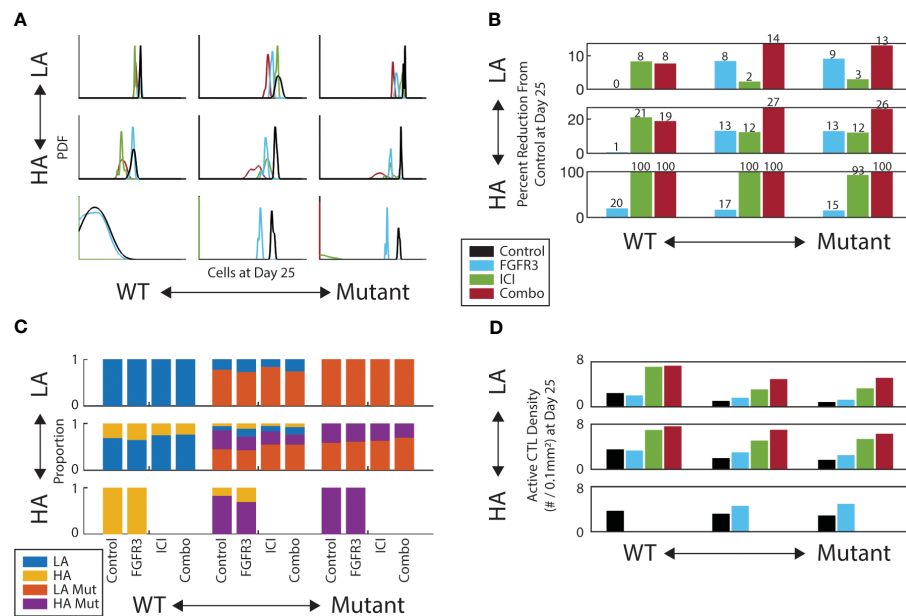 A
LA
HA
PDF
Cells at Day 25
WT
Mutant
B
LA
HA
Percent Reduction From
Control at Day 25
10
0
0
8
8
8
2
14
9
3
13
20
0
1
21
19
13
12
27
13
12
26
100
0
20
100
100
17
100
100
15
93
100
WT
Mutant
Control
FGFR3
ICI
Combo
C
LA
HA
Proportion
1
0
1
0
1
0
Control
FGFR3
ICI
Combo
Control
FGFR3
ICI
Combo
Control
FGFR3
ICI
Combo
LA
HA
LA Mut
HA Mut
WT
Mutant
D
LA
HA
Active CTL Density
(# / 0.1mm²) at Day 25
8
0
8
0
8
0
WT
Mutant